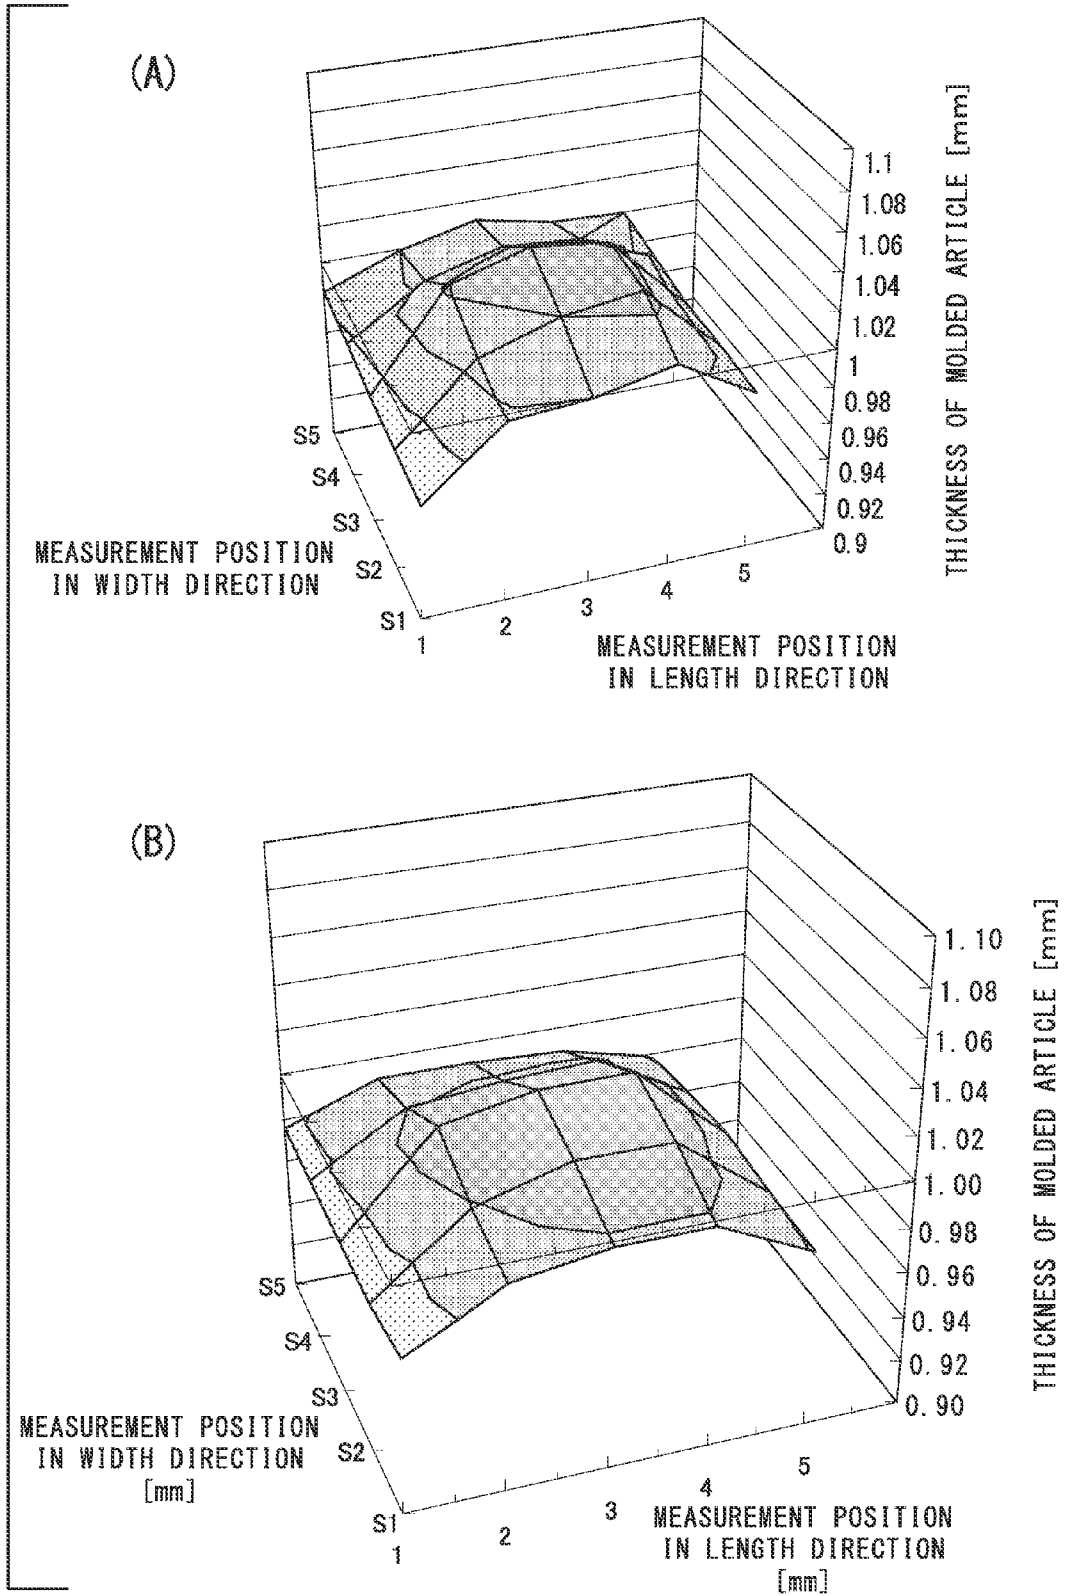 (A)
1.1
1.08
1.06
1.04
1.02
1
0.98
0.96
0.94
0.92
0.9
THICKNESS OF MOLDED ARTICLE [mm]
S5
S4
S3
S2
S1
MEASUREMENT POSITION
IN WIDTH DIRECTION
1
2
3
4
5
MEASUREMENT POSITION
IN LENGTH DIRECTION
(B)
1.10
1.08
1.06
1.04
1.02
1.00
0.98
0.96
0.94
0.92
0.90
THICKNESS OF MOLDED ARTICLE [mm]
S5
S4
S3
S2
S1
MEASUREMENT POSITION
IN WIDTH DIRECTION
[mm]
1
2
3
4
5
MEASUREMENT POSITION
IN LENGTH DIRECTION
[mm]